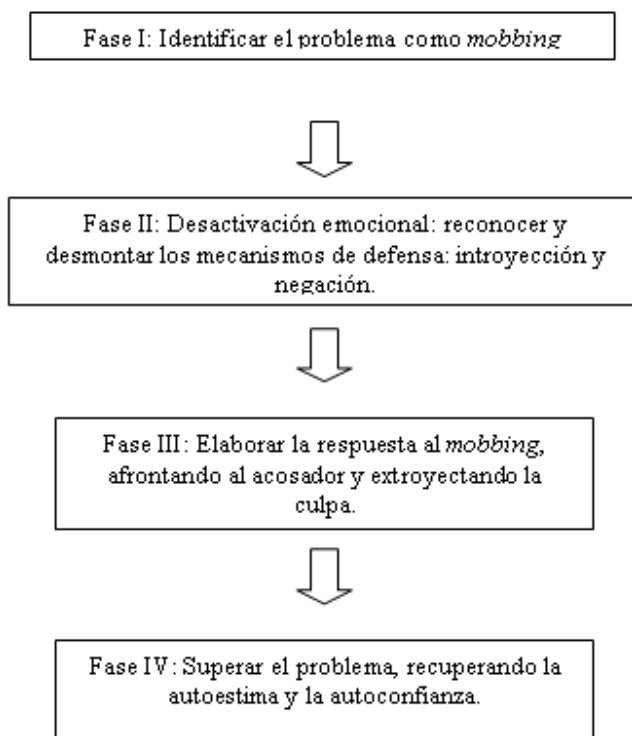 Fase I: Identificar el problema como mobbing
Fase II: Desactivación emocional: reconocer y
desmontar los mecanismos de defensa: introyección y
negación.
Fase III: Elaborar la respuesta al mobbing,
afrontando al acosador y extroyectando la
culpa.
Fase IV: Superar el problema, recuperando la
autoestima y la autoconfianza.